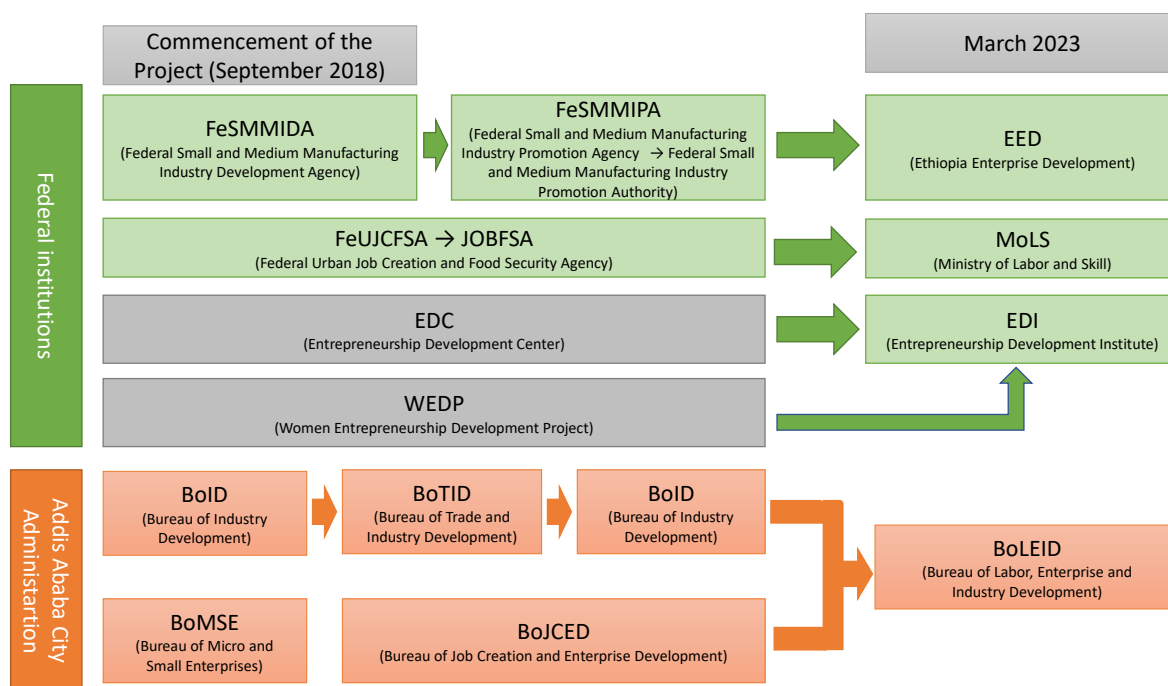 Commencement of the
Project (September 2018)
March 2023
Federal institutions
FeSMMIDA
(Federal Small and Medium Manufacturing
Industry Development Agency)
FeSMMIPA
(Federal Small and Medium Manufacturing
Industry Promotion Agency → Federal Small
and Medium Manufacturing Industry
Promotion Authority)
EED
(Ethiopia Enterprise Development)
FeUJCFSA → JOBFSA
(Federal Urban Job Creation and Food Security Agency)
MoLS
(Ministry of Labor and Skill)
EDC
(Entrepreneurship Development Center)
EDI
(Entrepreneurship Development Institute)
WEDP
(Women Entrepreneurship Development Project)
Addis Ababa City
Administartion
BoID
(Bureau of Industry
Development)
BoTID
(Bureau of Trade and
Industry Development)
BoID
(Bureau of Industry
Development)
BoLEID
(Bureau of Labor, Enterprise and
Industry Development)
BoMSE
(Bureau of Micro and
Small Enterprises)
BoJCED
(Bureau of Job Creation and Enterprise Development)